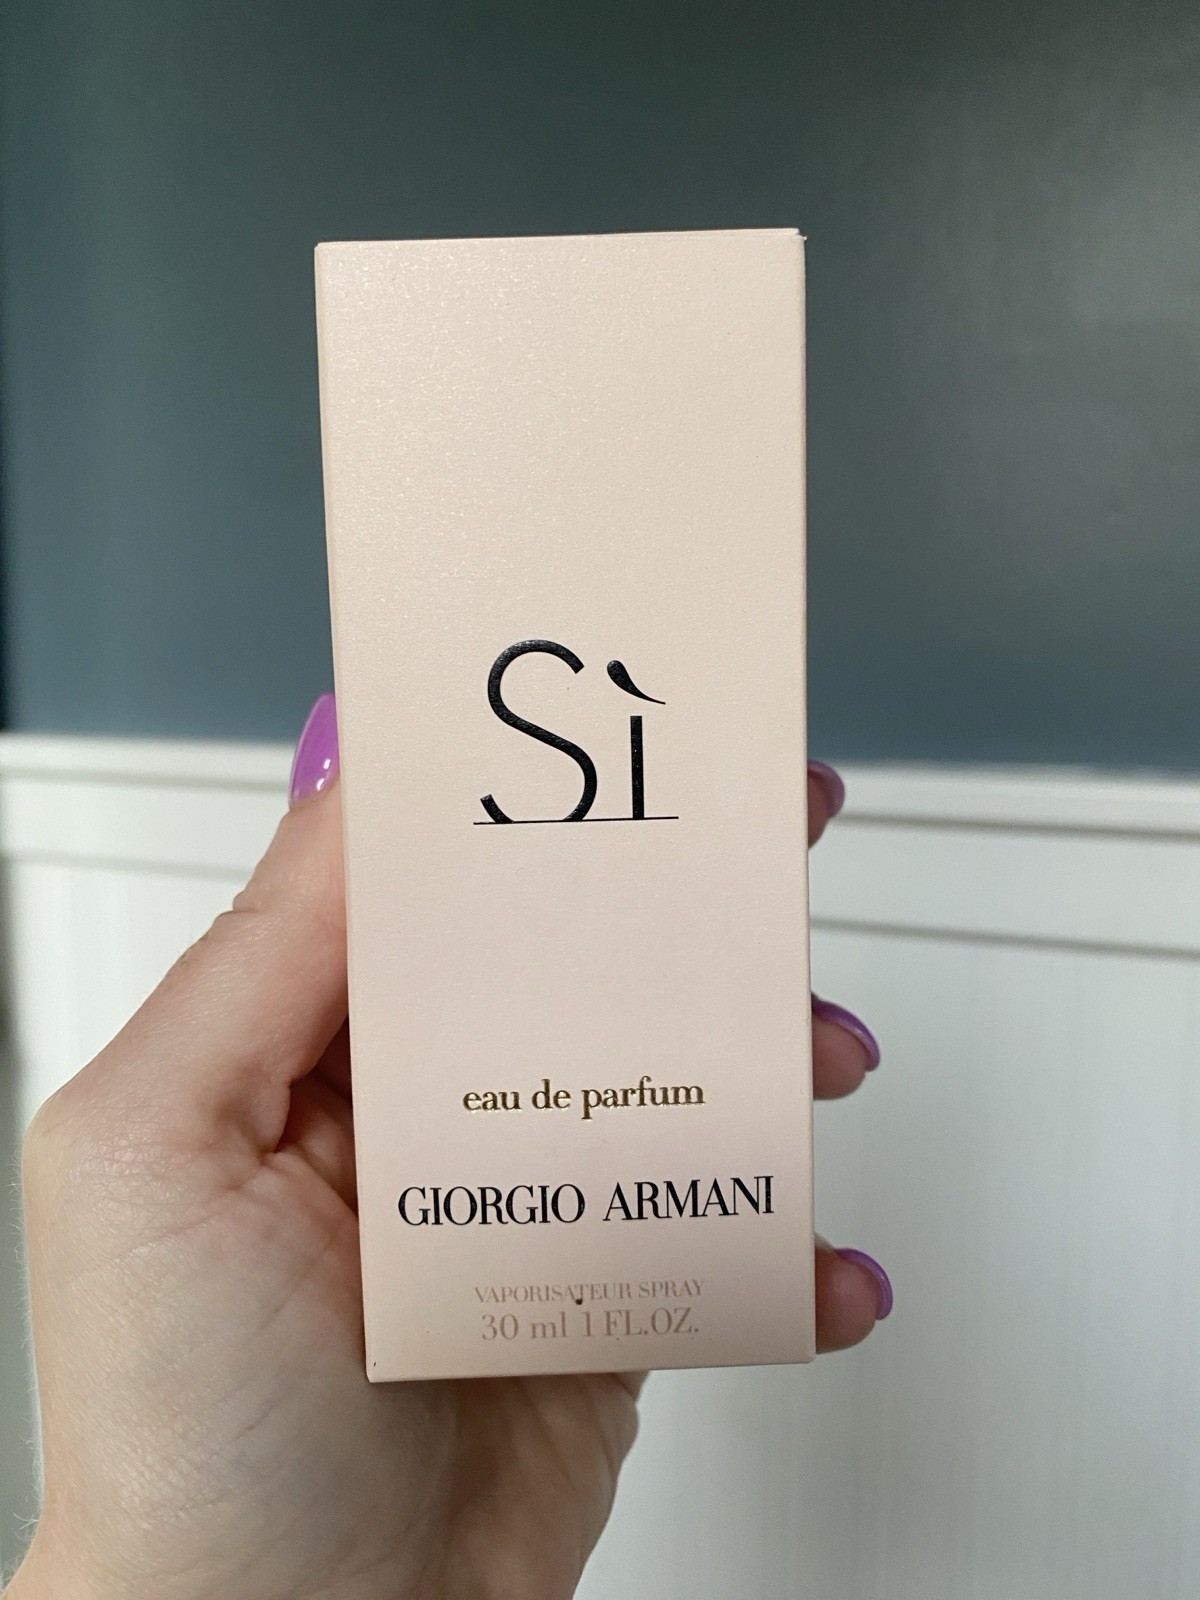 Sì
eau de parfum
GIORGIO ARMANI
VAPORISATEUR SPRAY
30 ml 1 FL.OZ.